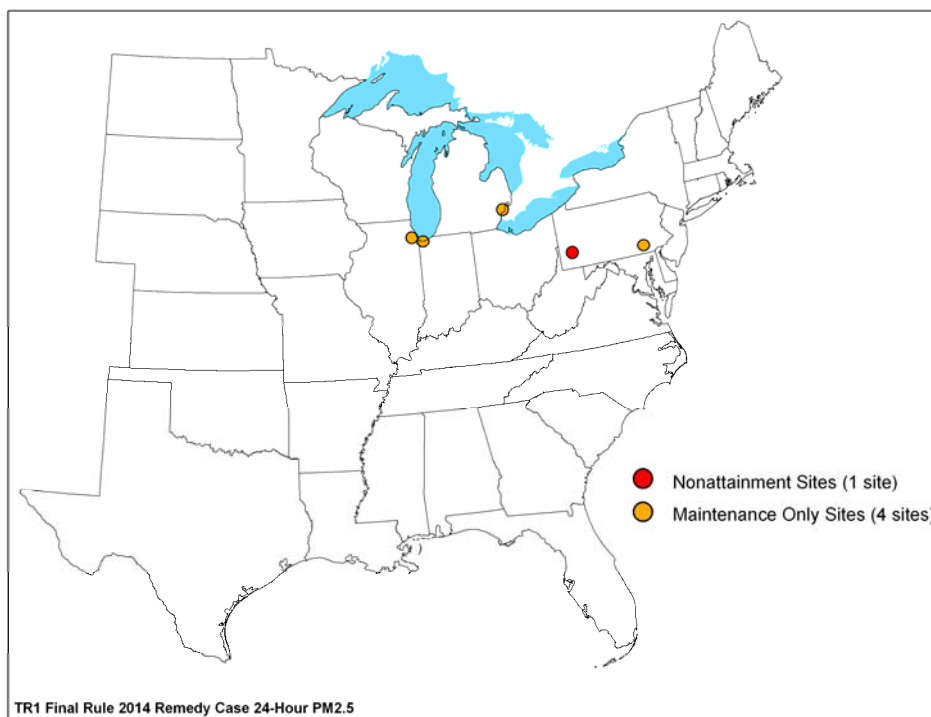 Nonattainment Sites (1 site)
Maintenance Only Sites (4 sites)
TR1 Final Rule 2014 Remedy Case 24-Hour PM2.5